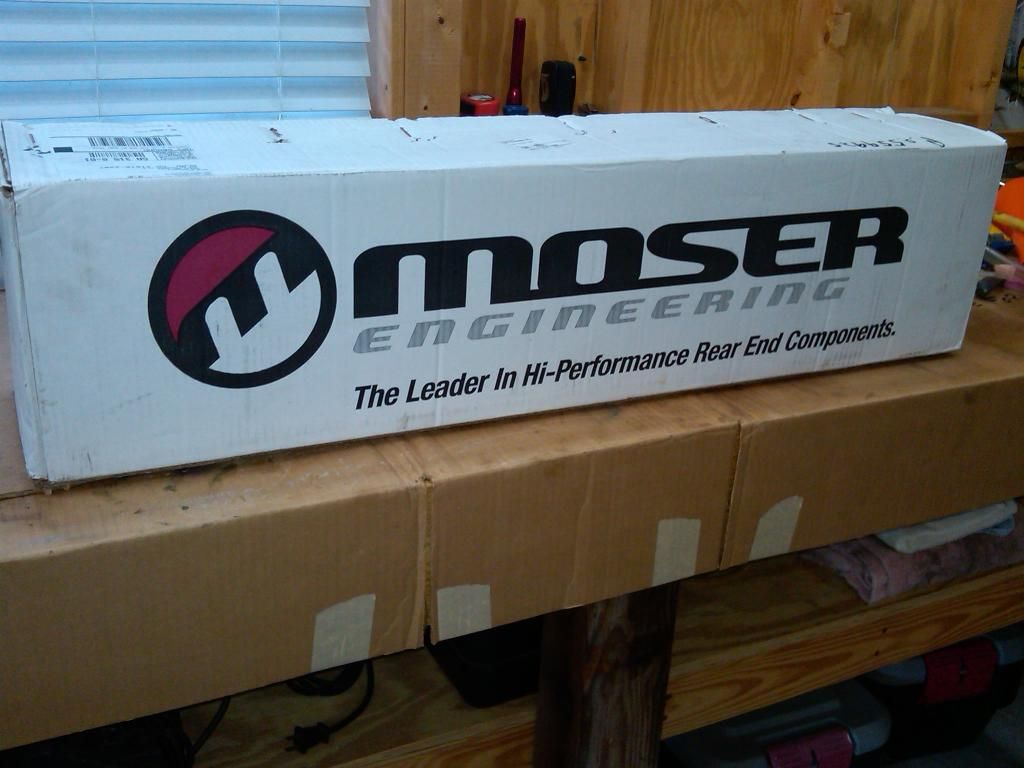 MOSER
ENGINEERING
The Leader In Hi-Performance Rear End Components.